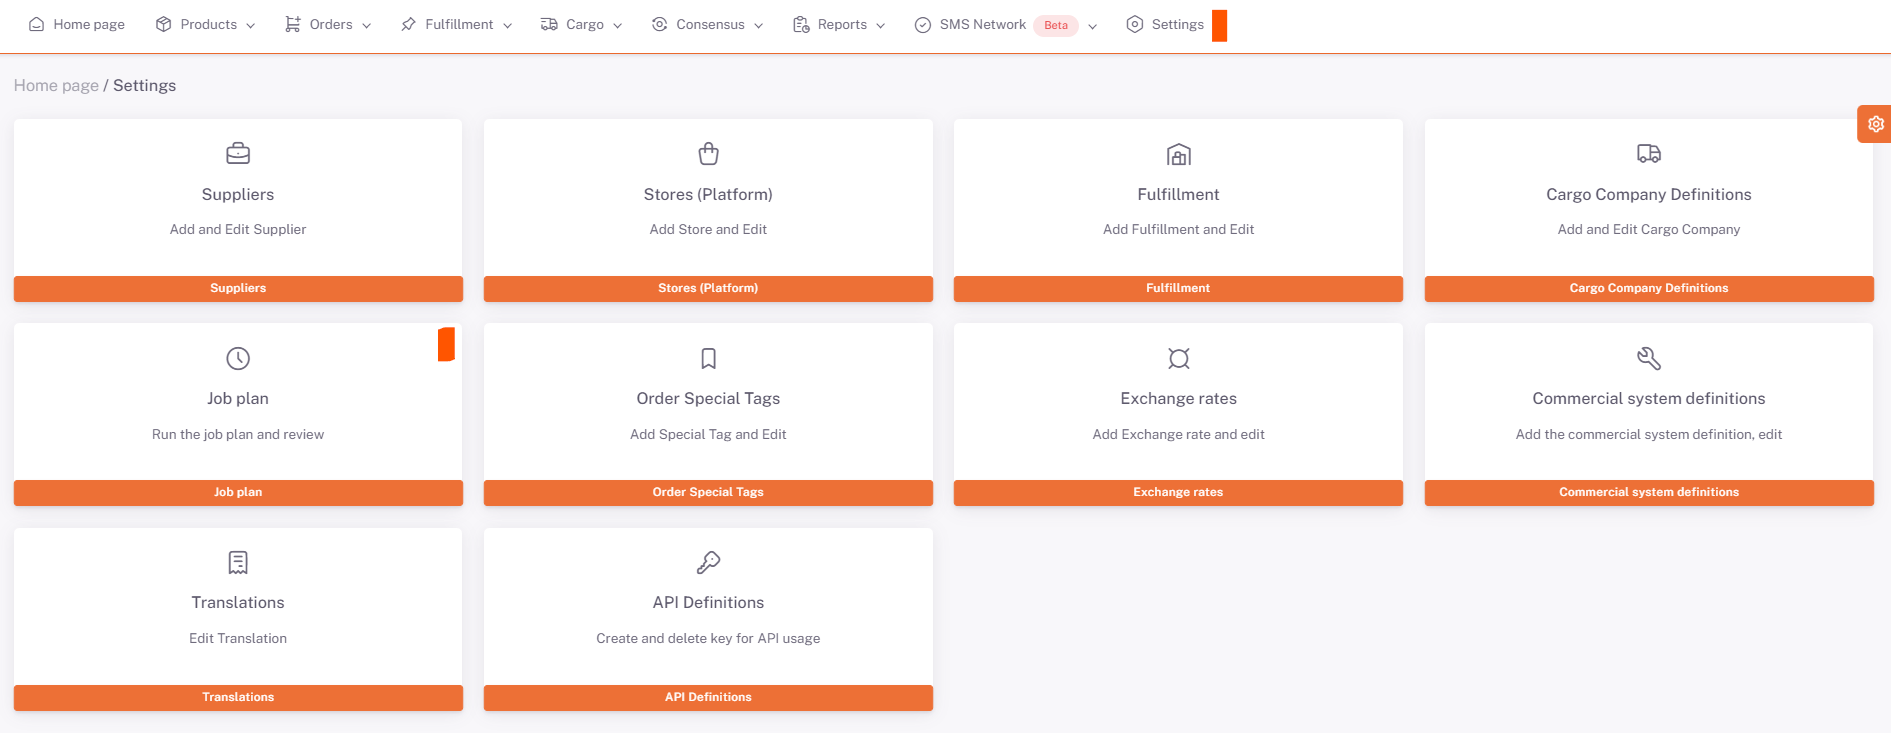 Home page Products Orders Fulfillment Cargo Consensus Reports SMS Network Beta Settings
Home page / Settings
Suppliers
Add and Edit Supplier
Suppliers
Stores (Platform)
Add Store and Edit
Stores (Platform)
Fulfillment
Add Fulfillment and Edit
Fulfillment
Cargo Company Definitions
Add and Edit Cargo Company
Cargo Company Definitions
Job plan
Run the job plan and review
Job plan
Order Special Tags
Add Special Tag and Edit
Order Special Tags
Exchange rates
Add Exchange rate and edit
Exchange rates
Commercial system definitions
Add the commercial system definition, edit
Commercial system definitions
Translations
Edit Translation
Translations
API Definitions
Create and delete key for API usage
API Definitions